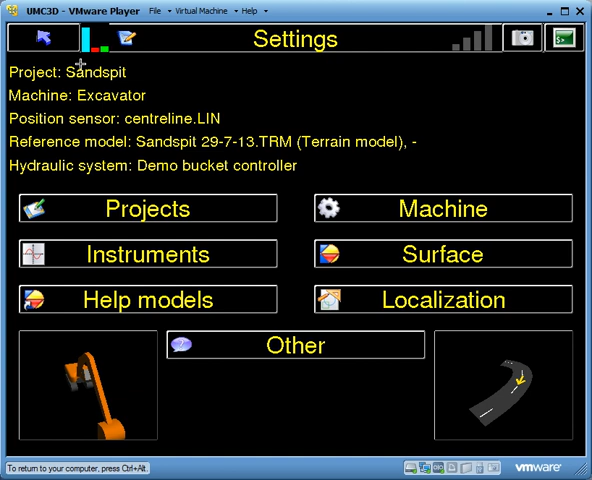 UMC3D - VMware Player File Virtual Machine Help
Settings
Project: Sandspit
Machine: Excavator
Position sensor: centreline.LIN
Reference model: Sandspit 29-7-13.TRM (Terrain model), -
Hydraulic system: Demo bucket controller
Projects Machine
Instruments Surface
Help models Localization
Other
To return to your computer, press Ctrl+Alt. vmware